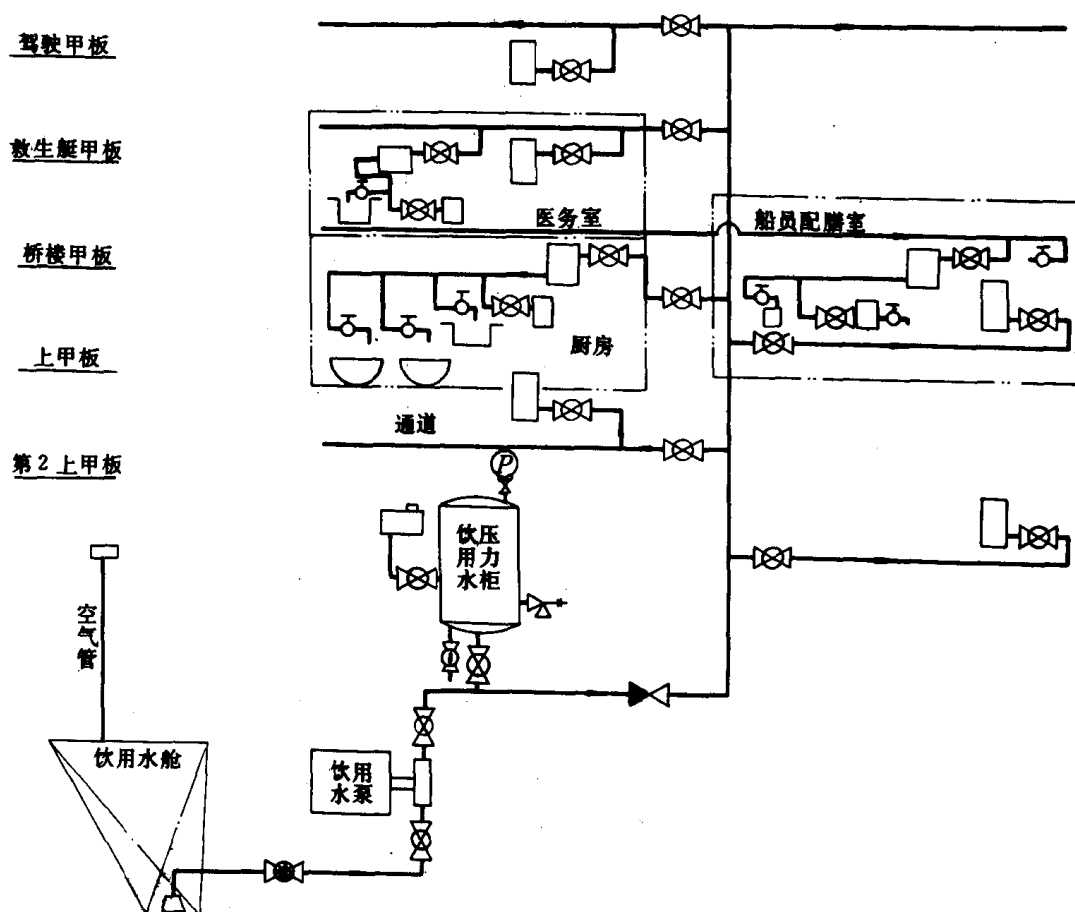 驾驶甲板
救生艇甲板
医务室
船员配膳室
桥楼甲板
厨房
上甲板
通道
第2上甲板
P
饮用水
压力柜
空气管
饮用水舱
饮用
水泵